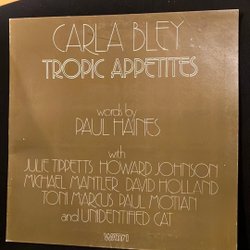 CARLA BLEY
TROPIC APPETITES
words by
PAUL HAINES
with
JULIE TIPPETTS HOWARD JOHNSON
MICHAEL MANTLER DAVID HOLLAND
TONI MARCUS PAUL MOTIAN
and UNIDENTIFIED CAT